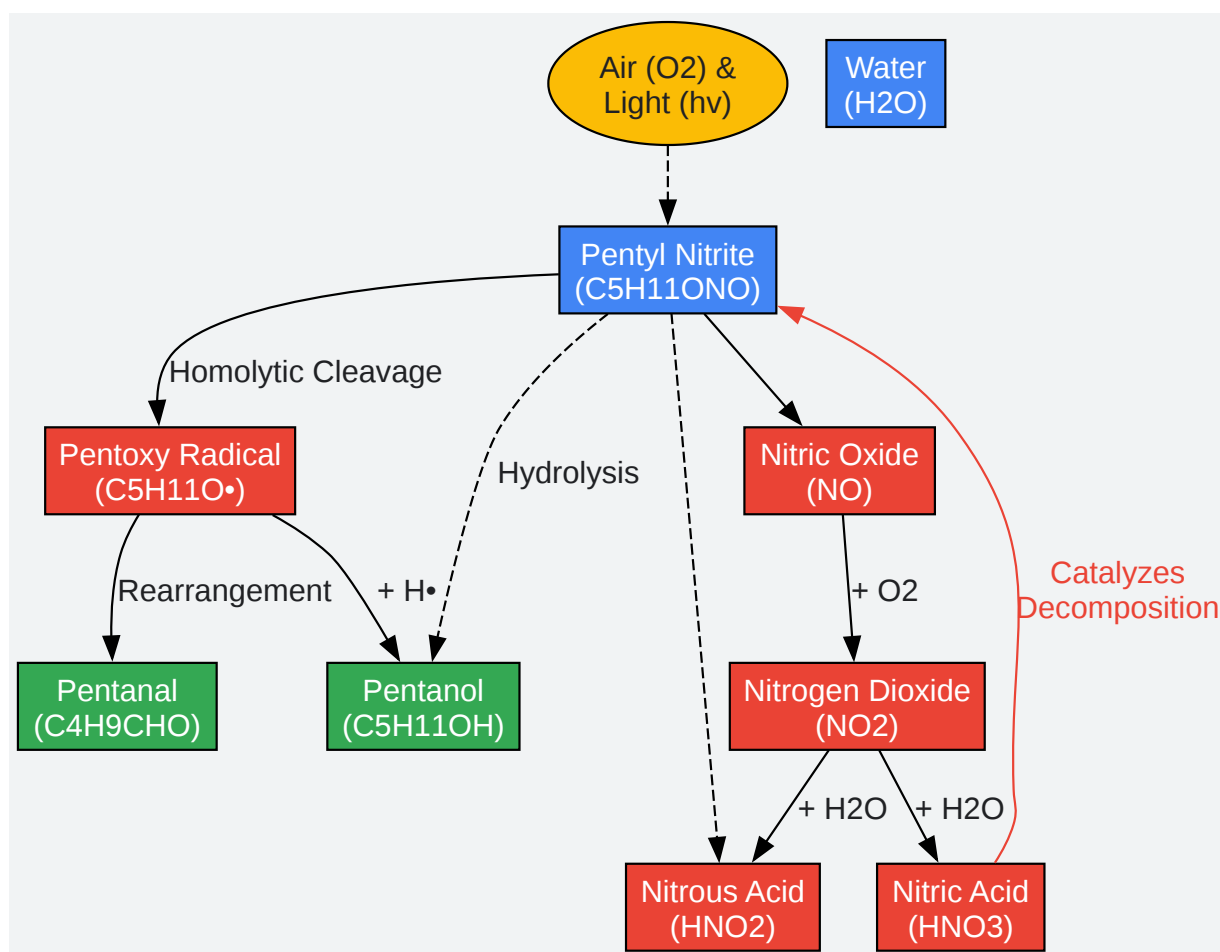 Air (O2) &
Light (hv)
Water
(H2O)
Pentyl Nitrite
(C5H11ONO)
Homolytic Cleavage
Pentoxy Radical
(C5H11O•)
Hydrolysis
Nitric Oxide
(NO)
Rearrangement
+ H•
+ O2
Catalyzes
Decomposition
Pentanal
(C4H9CHO)
Pentanol
(C5H11OH)
Nitrogen Dioxide
(NO2)
+ H2O
+ H2O
Nitrous Acid
(HNO2)
Nitric Acid
(HNO3)